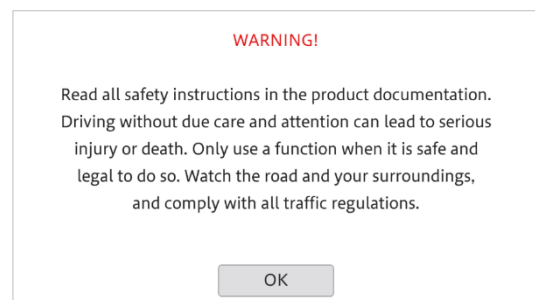 WARNING!
Read all safety instructions in the product documentation.
Driving without due care and attention can lead to serious
injury or death. Only use a function when it is safe and
legal to do so. Watch the road and your surroundings,
and comply with all traffic regulations.
OK